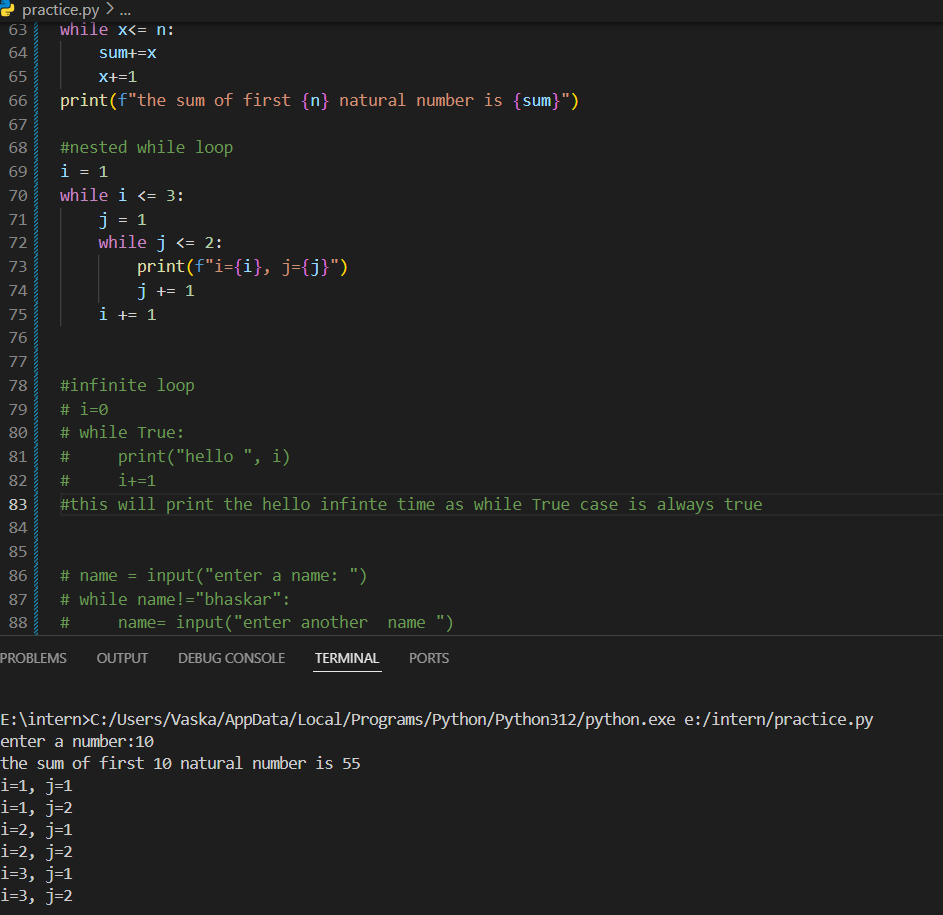 practice.py > ...
63 while x<= n:
64     sum+=x
65     x+=1
66 print(f"the sum of first {n} natural number is {sum}")
67
68 #nested while loop
69 i = 1
70 while i <= 3:
71     j = 1
72     while j <= 2:
73         print(f"i={i}, j={j}")
74         j += 1
75     i += 1
76
77
78 #infinite loop
79 # i=0
80 # while True:
81 #     print("hello ", i)
82 #     i+=1
83 #this will print the hello infinte time as while True case is always true
84
85
86 # name = input("enter a name: ")
87 # while name!="bhaskar":
88 #     name= input("enter another  name ")
PROBLEMS OUTPUT DEBUG CONSOLE TERMINAL PORTS
E:\intern>C:/Users/Vaska/AppData/Local/Programs/Python/Python312/python.exe e:/intern/practice.py
enter a number:10
the sum of first 10 natural number is 55
i=1, j=1
i=1, j=2
i=2, j=1
i=2, j=2
i=3, j=1
i=3, j=2